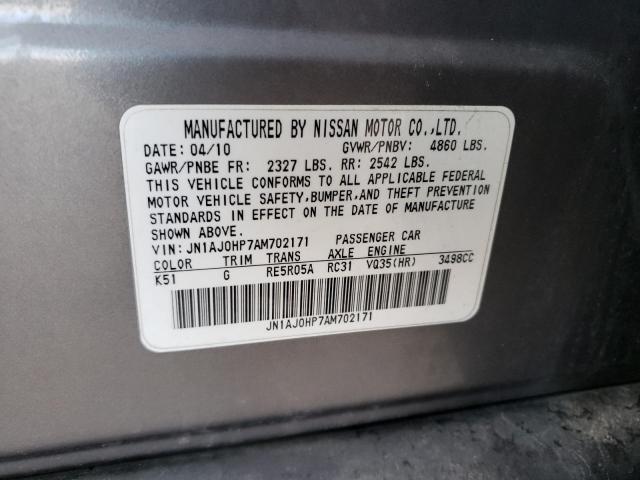 MANUFACTURED BY NISSAN MOTOR CO.,LTD.
DATE: 04/10 GVWR/PNBV: 4860 LBS.
GAWR/PNBE FR: 2327 LBS. RR: 2542 LBS.
THIS VEHICLE CONFORMS TO ALL APPLICABLE FEDERAL
MOTOR VEHICLE SAFETY, BUMPER, AND THEFT PREVENTION
STANDARDS IN EFFECT ON THE DATE OF MANUFACTURE
SHOWN ABOVE.
VIN: JN1AJ0HP7AM702171 PASSENGER CAR
COLOR TRIM TRANS AXLE ENGINE
K51 G RE5R05A RC31 VQ35(HR) 3498CC
JN1AJ0HP7AM702171